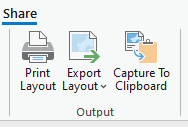 Share
Print Layout
Export Layout
Capture To Clipboard
Output